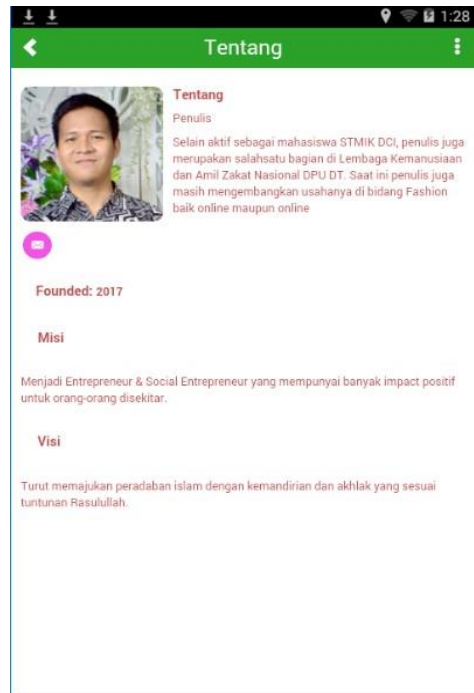 1:28
Tentang
Tentang
Penulis
Selain aktif sebagai mahasiswa STMIK DCI, penulis juga
merupakan salahsatu bagian di Lembaga Kemanusiaan
dan Amil Zakat Nasional DPU DT. Saat ini penulis juga
masih mengembangkan usahanya di bidang Fashion
baik online maupun online
Founded: 2017
Misi
Menjadi Entrepreneur & Social Entrepreneur yang mempunyai banyak impact positif
untuk orang-orang disekitar.
Visi
Turut memajukan peradaban islam dengan kemandirian dan akhlak yang sesuai
tuntunan Rasulullah.